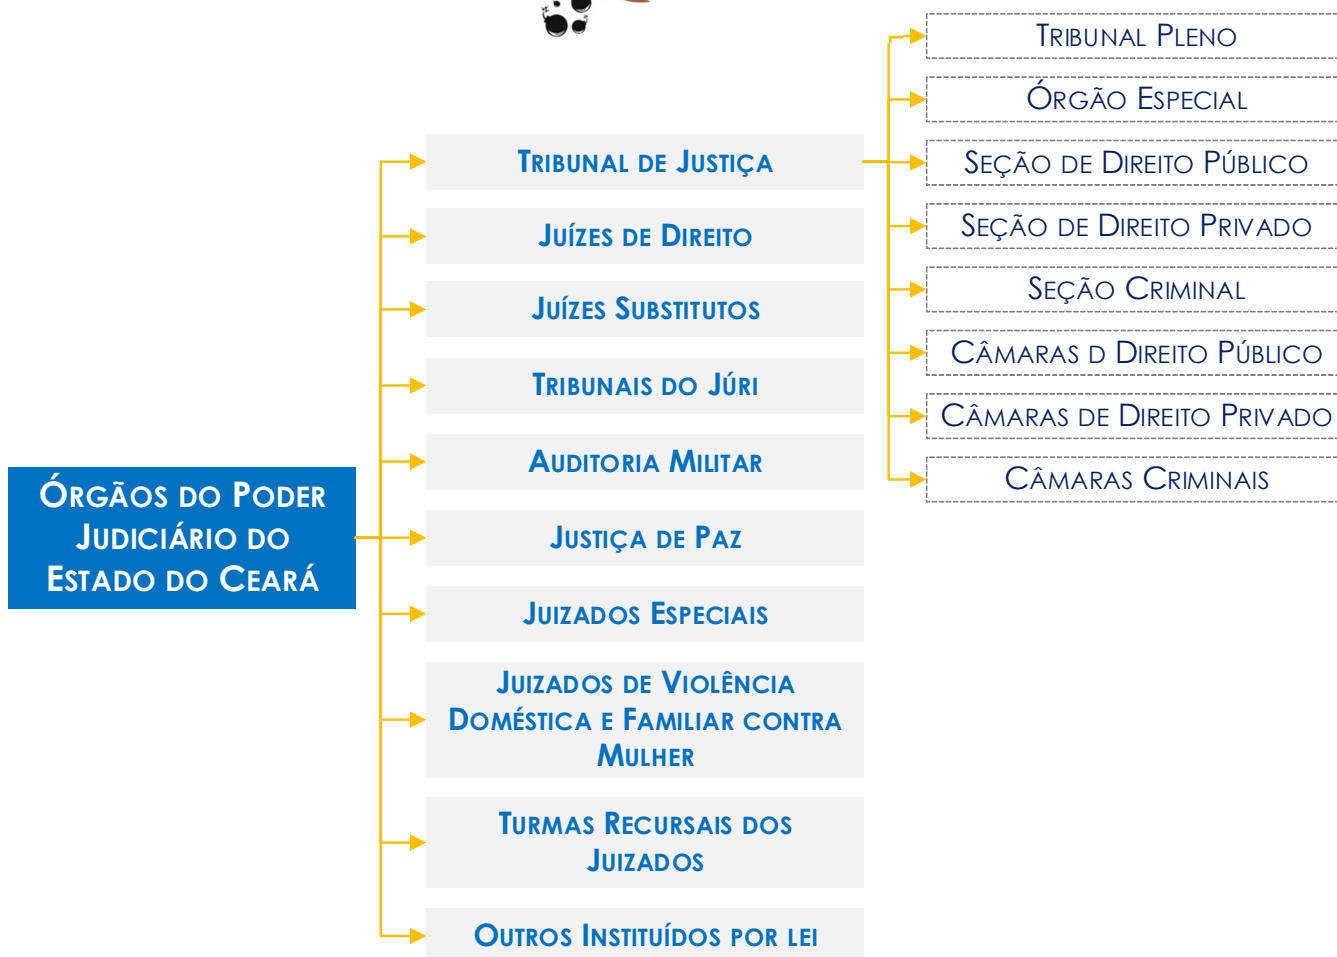 ÓRGÃOS DO PODER
JUDICIÁRIO DO
ESTADO DO CEARÁ
TRIBUNAL DE JUSTIÇA
JUÍZES DE DIREITO
JUÍZES SUBSTITUTOS
TRIBUNAIS DO JÚRI
AUDITORIA MILITAR
JUSTIÇA DE PAZ
JUIZADOS ESPECIAIS
JUIZADOS DE VIOLÊNCIA
DOMÉSTICA E FAMILIAR CONTRA
MULHER
TURMAS RECURSAIS DOS
JUIZADOS
OUTROS INSTITUÍDOS POR LEI
TRIBUNAL PLENO
ÓRGÃO ESPECIAL
SEÇÃO DE DIREITO PÚBLICO
SEÇÃO DE DIREITO PRIVADO
SEÇÃO CRIMINAL
CÂMARAS D DIREITO PÚBLICO
CÂMARAS DE DIREITO PRIVADO
CÂMARAS CRIMINAIS